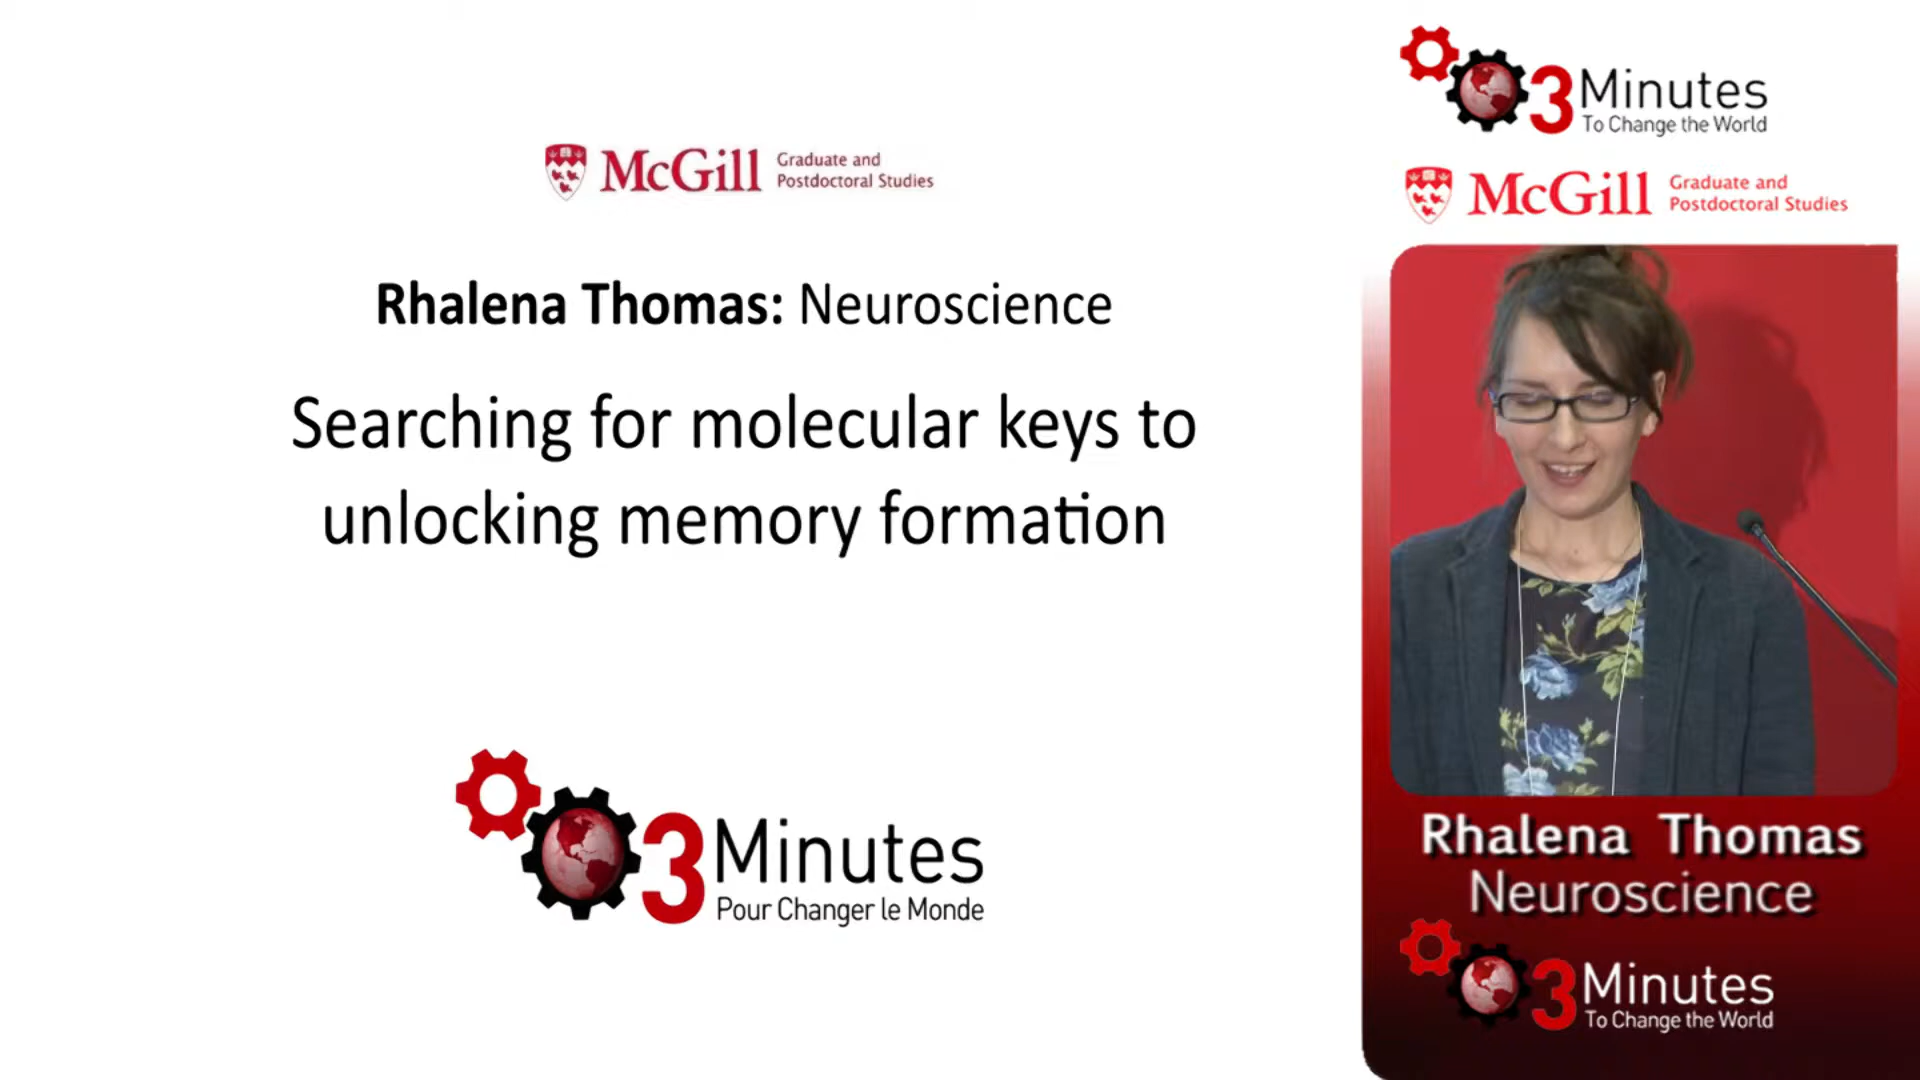 McGill
Graduate and
Postdoctoral Studies
Rhalena Thomas: Neuroscience
Searching for molecular keys to
unlocking memory formation
3 Minutes
Pour Changer le Monde
3 Minutes
To Change the World
McGill
Graduate and
Postdoctoral Studies
Rhalena Thomas
Neuroscience
3 Minutes
To Change the World